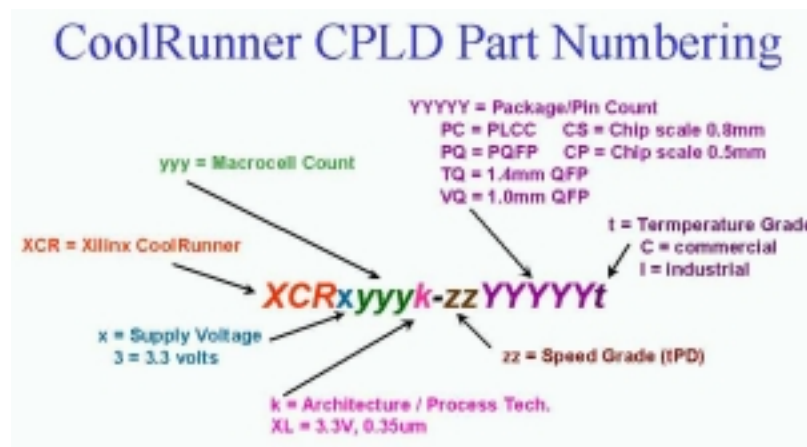 CoolRunner CPLD Part Numbering
YYYYY = Package/Pin Count
PC = PLCC CS = Chip scale 0.8mm
PQ = PQFP CP = Chip scale 0.5mm
TQ = 1.4mm QFP
VQ = 1.0mm QFP
yyy = Macrocell Count
t = Termperature Grade
C = commercial
I = Industrial
XCR = Xilinx CoolRunner
XCRxyyyk-zzYYYYYt
x = Supply Voltage
3 = 3.3 volts
zz = Speed Grade (tPD)
k = Architecture / Process Tech.
XL = 3.3V, 0.35um